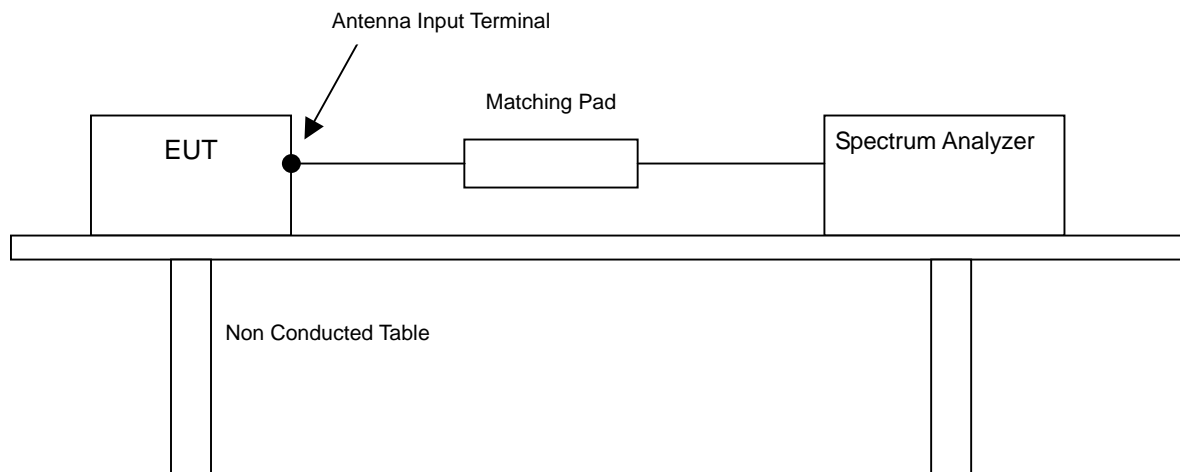 Antenna Input Terminal
Matching Pad
EUT
Spectrum Analyzer
Non Conducted Table